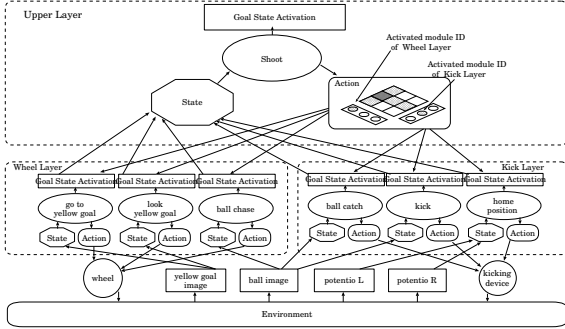 Upper Layer
Goal State Activation
Shoot
Activated module ID
of Wheel Layer
Activated module ID
of Kick Layer
Action
State
Wheel Layer
Kick Layer
Goal State Activation
Goal State Activation
Goal State Activation
Goal State Activation
Goal State Activation
Goal State Activation
go to
yellow goal
look
yellow goal
ball chase
ball catch
kick
home
position
State
Action
State
Action
State
Action
State
Action
State
Action
State
Action
wheel
yellow goal
image
ball image
potentio L
potentio R
kicking
device
Environment